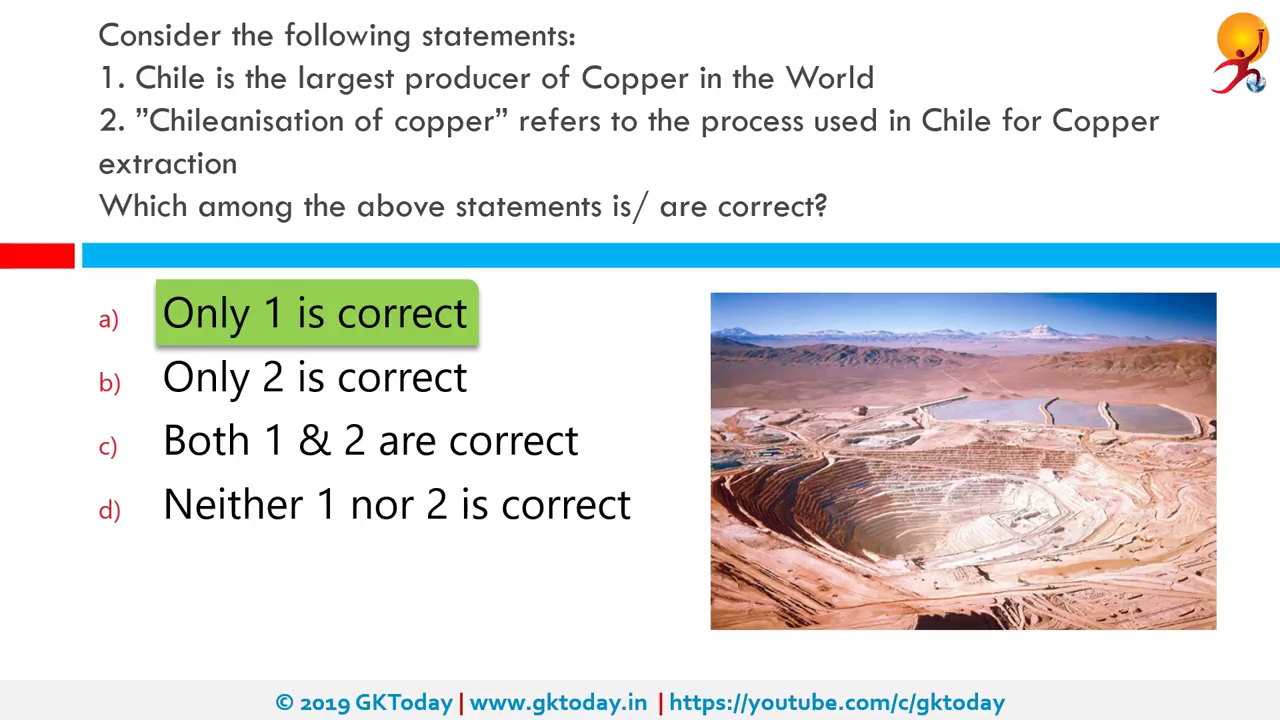 Consider the following statements:
1. Chile is the largest producer of Copper in the World
2. ”Chileanisation of copper” refers to the process used in Chile for Copper
extraction
Which among the above statements is/ are correct?
a) Only 1 is correct
b) Only 2 is correct
c) Both 1 & 2 are correct
d) Neither 1 nor 2 is correct
© 2019 GKToday | www.gktoday.in | https://youtube.com/c/gktoday